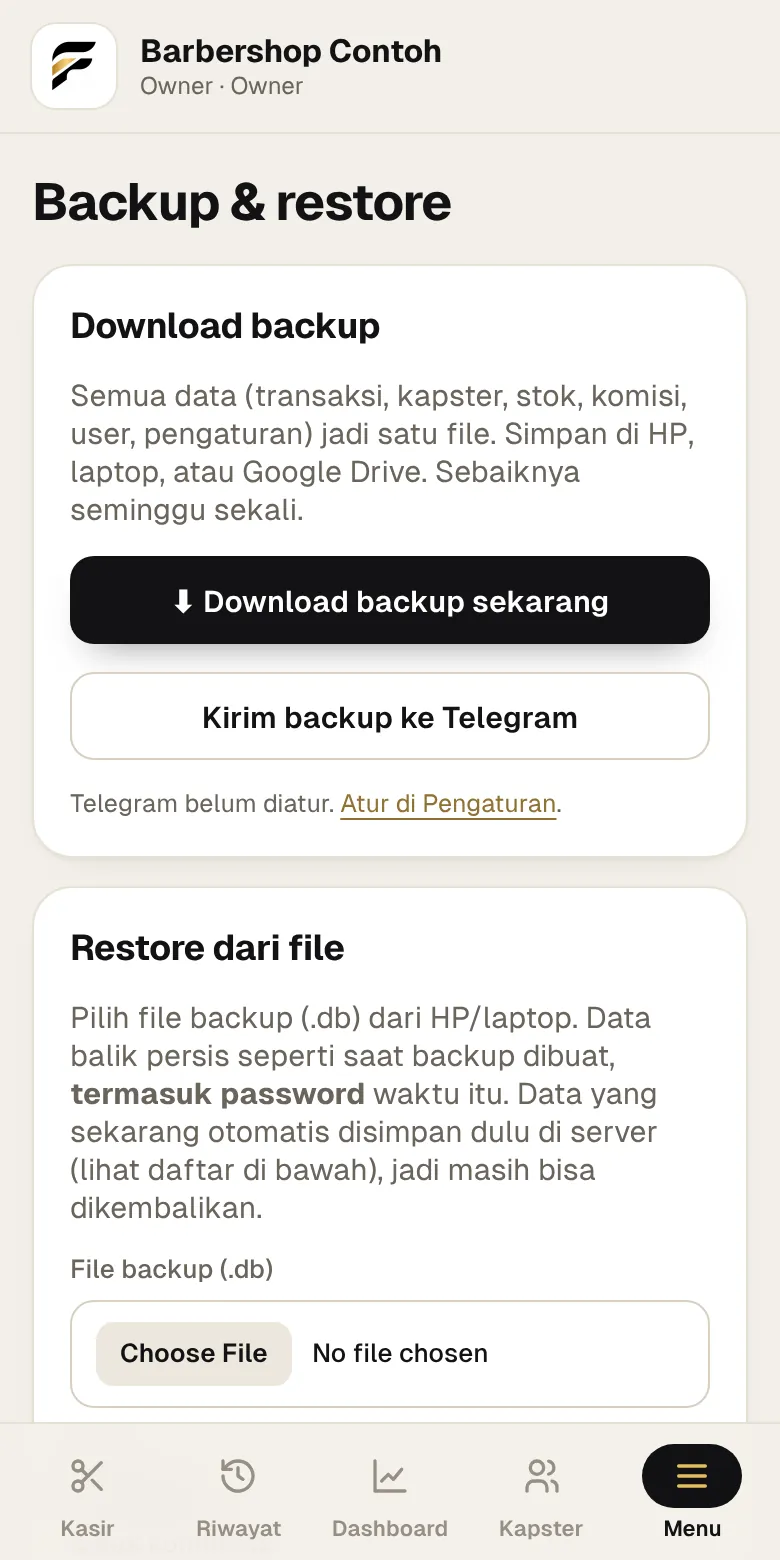 Barbershop Contoh
Owner · Owner
Backup & restore
Download backup
Semua data (transaksi, kapster, stok, komisi,
user, pengaturan) jadi satu file. Simpan di HP,
laptop, atau Google Drive. Sebaiknya
seminggu sekali.
⬇ Download backup sekarang
Kirim backup ke Telegram
Telegram belum diatur. Atur di Pengaturan.
Restore dari file
Pilih file backup (.db) dari HP/laptop. Data
balik persis seperti saat backup dibuat,
termasuk password waktu itu. Data yang
sekarang otomatis disimpan dulu di server
(lihat daftar di bawah), jadi masih bisa
dikembalikan.
File backup (.db)
Choose File No file chosen
Kasir Riwayat Dashboard Kapster Menu